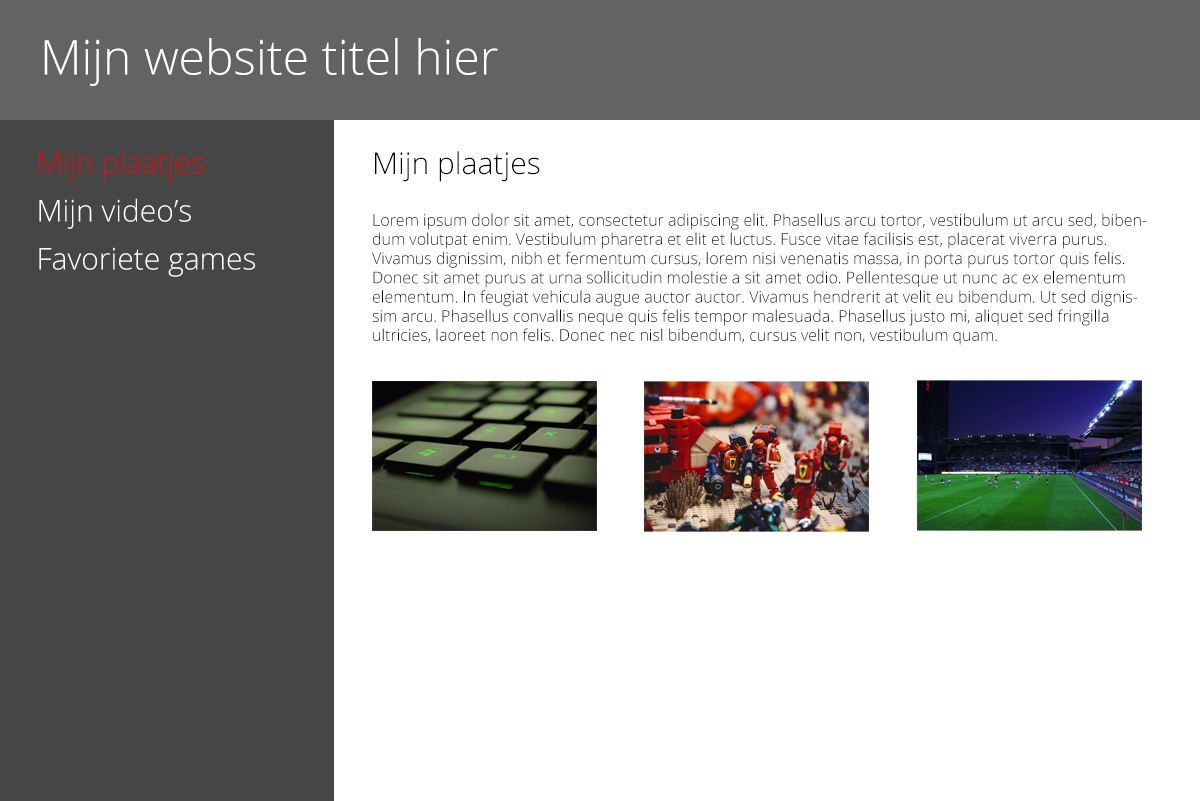 Mijn website titel hier
Mijn plaatjes
Mijn video’s
Favoriete games
Mijn plaatjes
Lorem ipsum dolor sit amet, consectetur adipiscing elit. Phasellus arcu tortor, vestibulum ut arcu sed, biben-
dum volutpat enim. Vestibulum pharetra et elit et luctus. Fusce vitae facilisis est, placerat viverra purus.
Vivamus dignissim, nibh et fermentum cursus, lorem nisi venenatis massa, in porta purus tortor quis felis.
Donec sit amet purus at urna sollicitudin molestie a sit amet odio. Pellentesque ut nunc ac ex elementum
elementum. In feugiat vehicula augue auctor auctor. Vivamus hendrerit at velit eu bibendum. Ut sed dignis-
sim arcu. Phasellus convallis neque quis felis tempor malesuada. Phasellus justo mi, aliquet sed fringilla
ultricies, laoreet non felis. Donec nec nisl bibendum, cursus velit non, vestibulum quam.
ALT